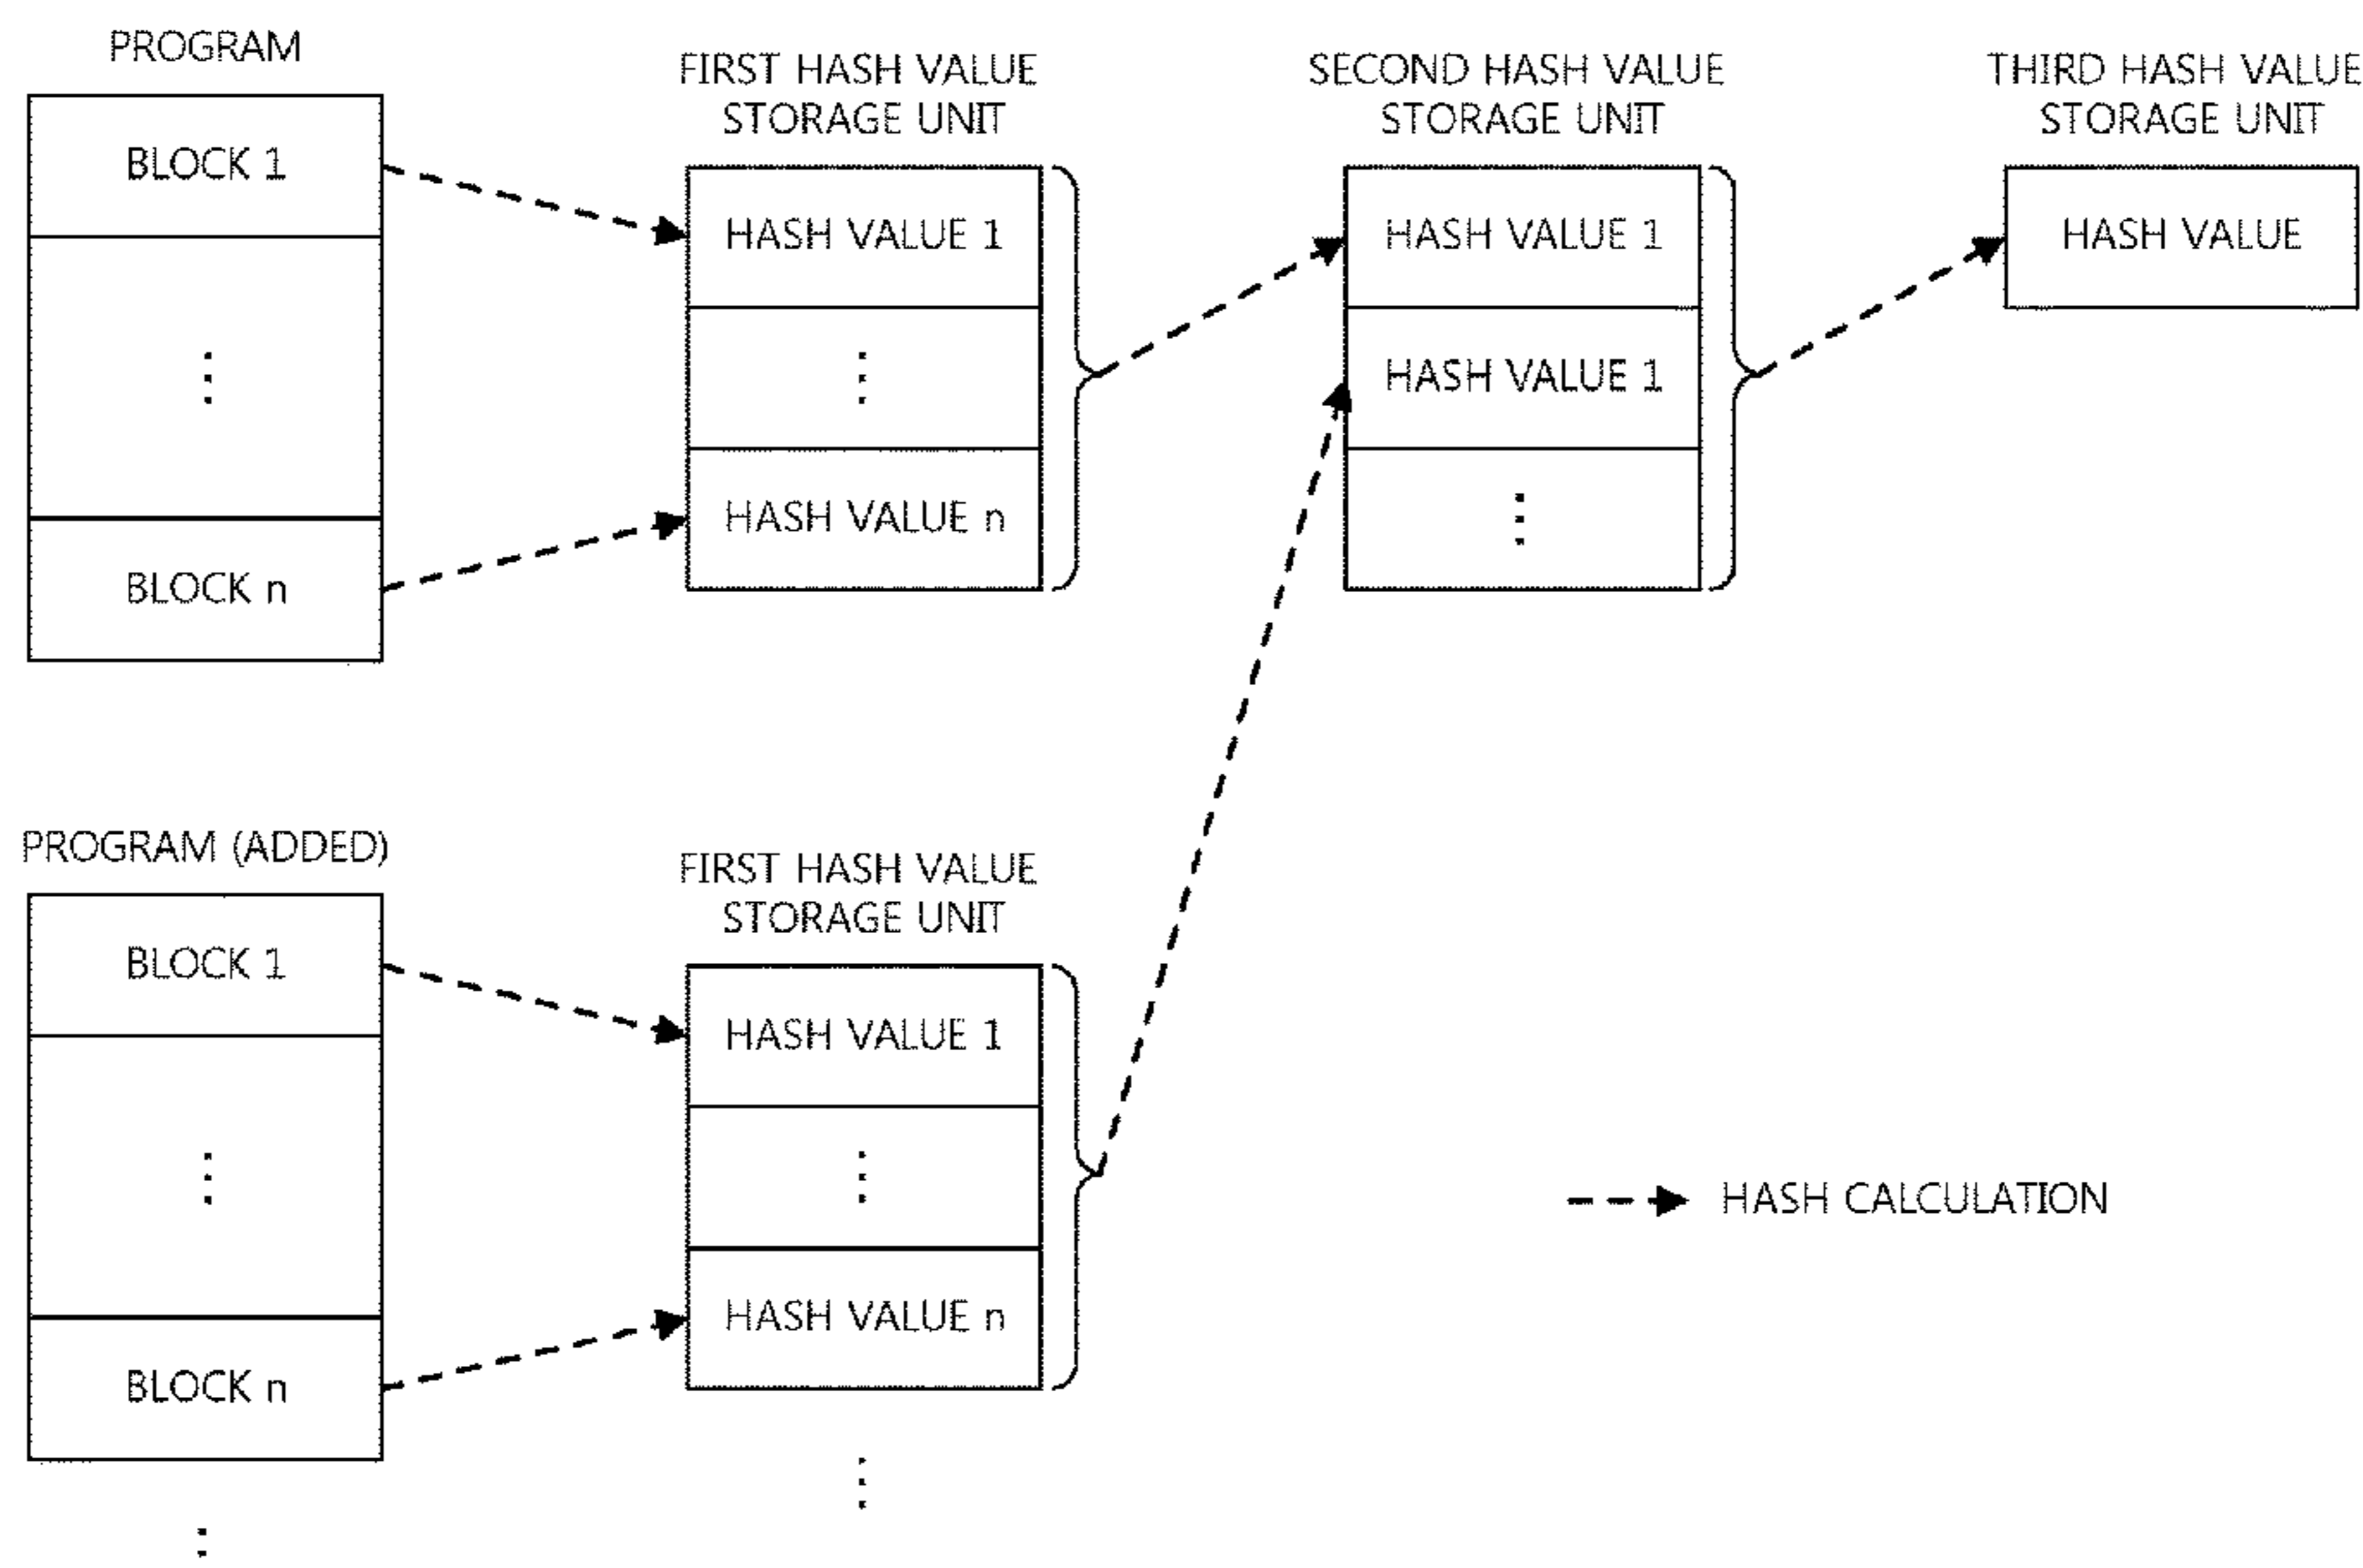 PROGRAM
BLOCK 1
BLOCK n
FIRST HASH VALUE
STORAGE UNIT
HASH VALUE 1
HASH VALUE n
SECOND HASH VALUE
STORAGE UNIT
HASH VALUE 1
HASH VALUE 1
THIRD HASH VALUE
STORAGE UNIT
HASH VALUE
PROGRAM (ADDED)
BLOCK 1
BLOCK n
FIRST HASH VALUE
STORAGE UNIT
HASH VALUE 1
HASH VALUE n
HASH CALCULATION